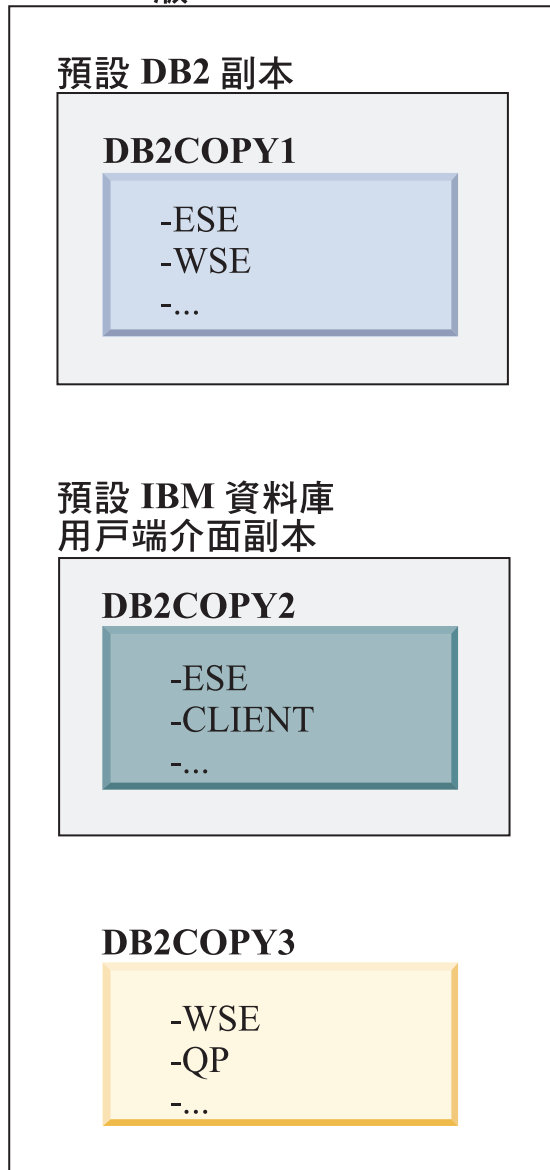 預設 DB2 副本
DB2COPY1
-ESE
-WSE
-...
預設 IBM 資料庫
用戶端介面副本
DB2COPY2
-ESE
-CLIENT
-...
DB2COPY3
-WSE
-QP
-...